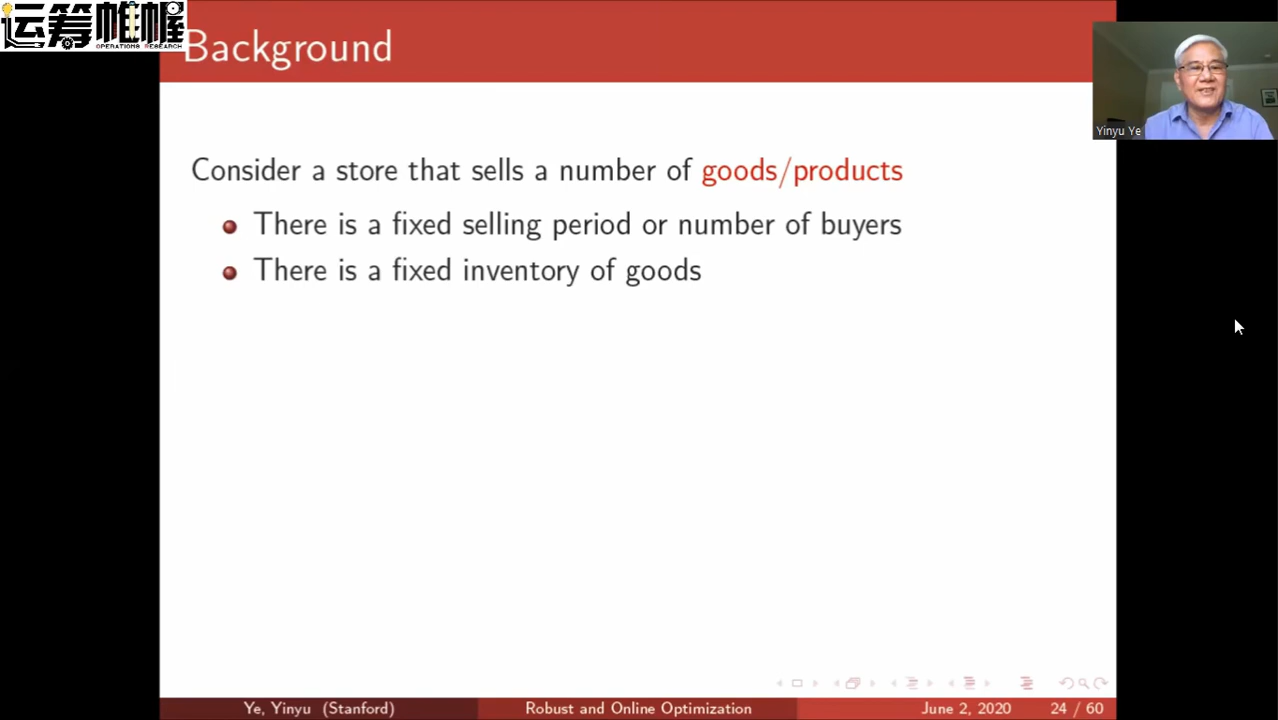 运筹帷幄
OPERATIONS RESEARCH
Background
Yinyu Ye
Consider a store that sells a number of goods/products
There is a fixed selling period or number of buyers
There is a fixed inventory of goods
Ye, Yinyu (Stanford)
Robust and Online Optimization
June 2, 2020
24 / 60